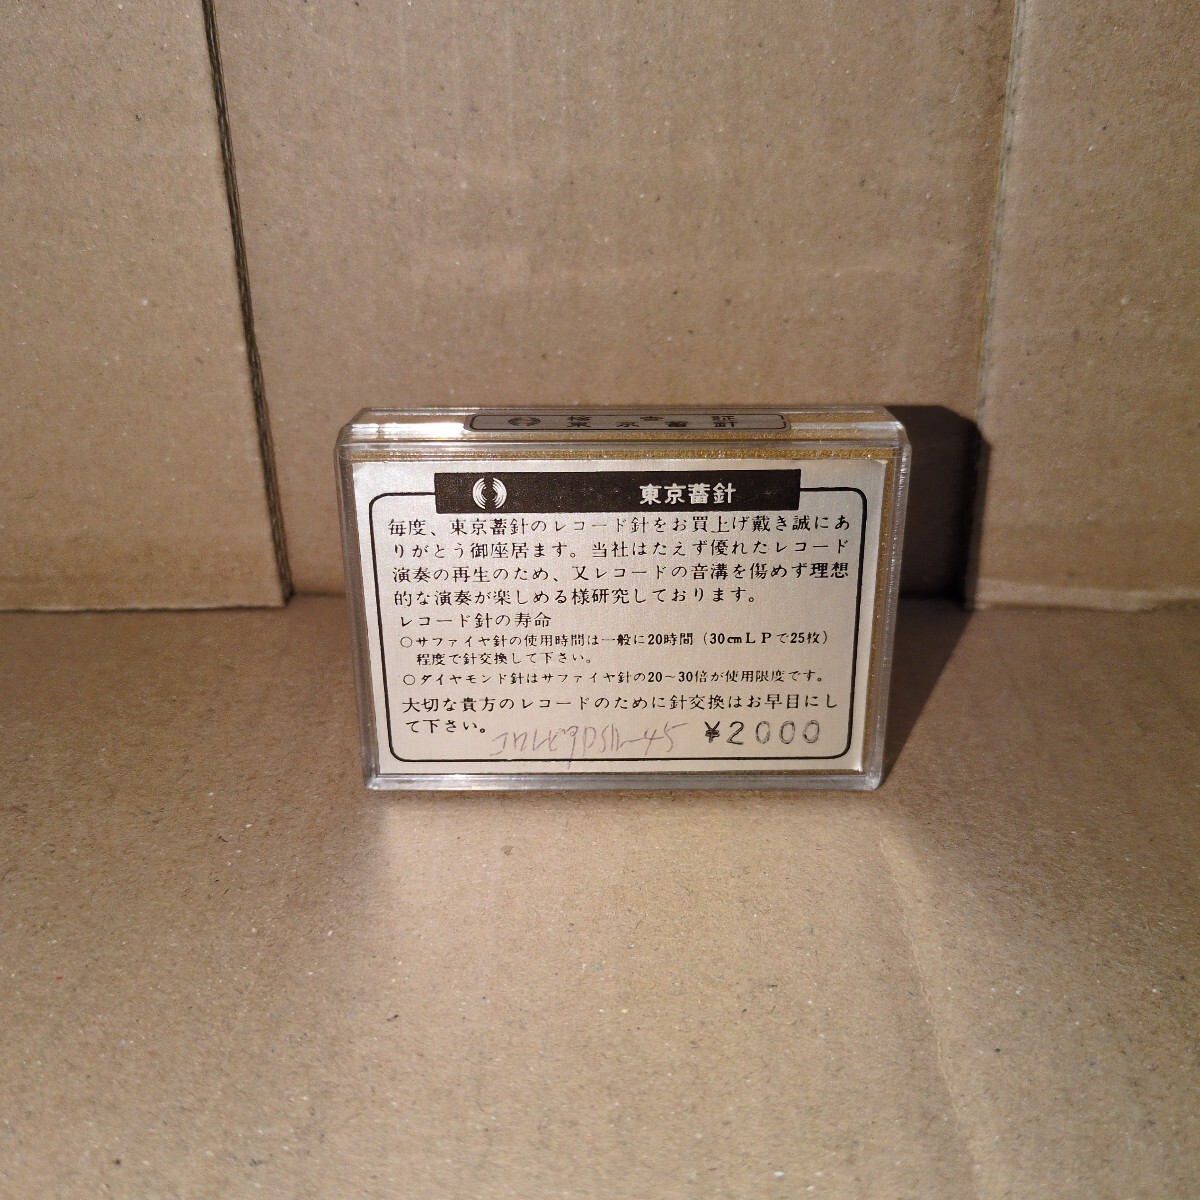 検査証
東京蓄針
東京蓄針
毎度、東京蓄針のレコード針をお買上げ戴き誠にあ
りがとう御座居ます。当社はたえず優れたレコード
演奏の再生のため、又レコードの音溝を傷めず理想
的な演奏が楽しめる様研究しております。
レコード針の寿命
○サファイヤ針の使用時間は一般に20時間(30cmLPで25枚)
程度で針交換して下さい。
○ダイヤモンド針はサファイヤ針の20〜30倍が使用限度です。
大切な貴方のレコードのために針交換はお早目にし
て下さい。
¥2000